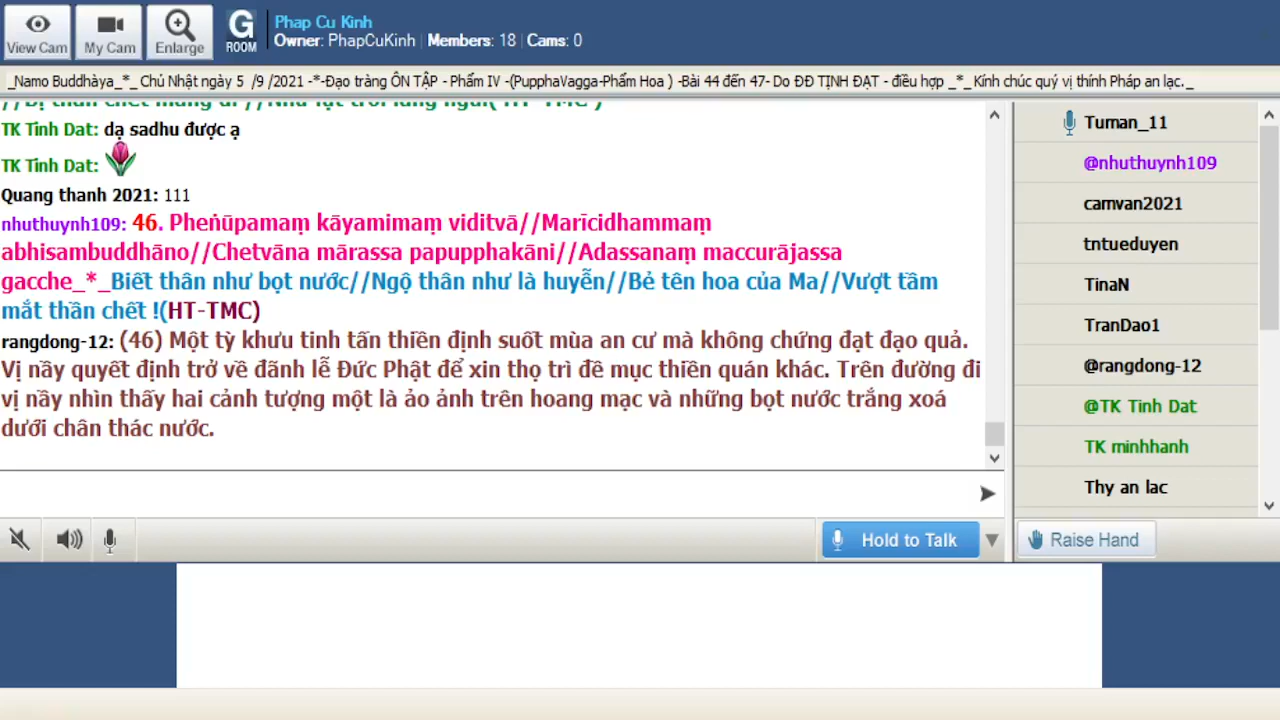 Phap Cu Kinh
Owner: PhapCuKinh | Members: 18 | Cams: 0
View Cam
My Cam
Enlarge
G
ROOM
_Namo Buddhàya_*_ Chủ Nhật ngày 5 /9 /2021 -*-Đạo tràng ÔN TẬP - Phẩm IV -(PupphaVagga-Phẩm Hoa ) -Bài 44 đến 47- Do ĐĐ TỊNH ĐẠT - điều hợp _*_ Kính chúc quý vị thính Pháp an lạc._
TK Tinh Dat: dạ sadhu được ạ
TK Tinh Dat:
Quang thanh 2021: 111
nhuthuynh109: 46. Pheṅūpamaṃ kāyamimaṃ viditvā//Marīcidhammaṃ
abhisambuddhāno//Chetvāna mārassa papupphakāni//Adassanaṃ maccurājassa
gacche_*_Biết thân như bọt nước//Ngộ thân như là huyễn//Bẻ tên hoa của Ma//Vượt tầm
mắt thần chết !(HT-TMC)
rangdong-12: (46) Một tỳ khưu tinh tấn thiền định suốt mùa an cư mà không chứng đạt đạo quả.
Vị nầy quyết định trở về đãnh lễ Đức Phật để xin thọ trì đề mục thiền quán khác. Trên đường đi
vị nầy nhìn thấy hai cảnh tượng một là ảo ảnh trên hoang mạc và những bọt nước trắng xoá
dưới chân thác nước.
Tuman_11
@nhuthuynh109
camvan2021
tntueduyen
TinaN
TranDao1
@rangdong-12
@TK Tinh Dat
TK minhhanh
Thy an lac
Hold to Talk
Raise Hand